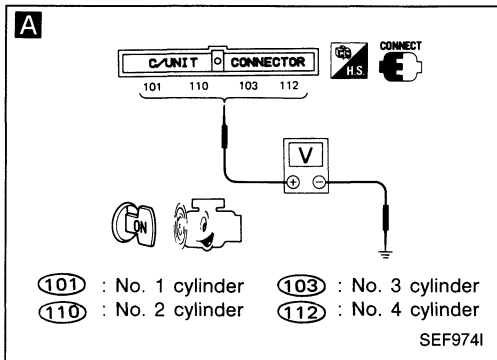 A
C/UNIT CONNECTOR
CONNECT
H.S.
101 110 103 112
V
ON
101 : No. 1 cylinder 103 : No. 3 cylinder
110 : No. 2 cylinder 112 : No. 4 cylinder
SEF974I